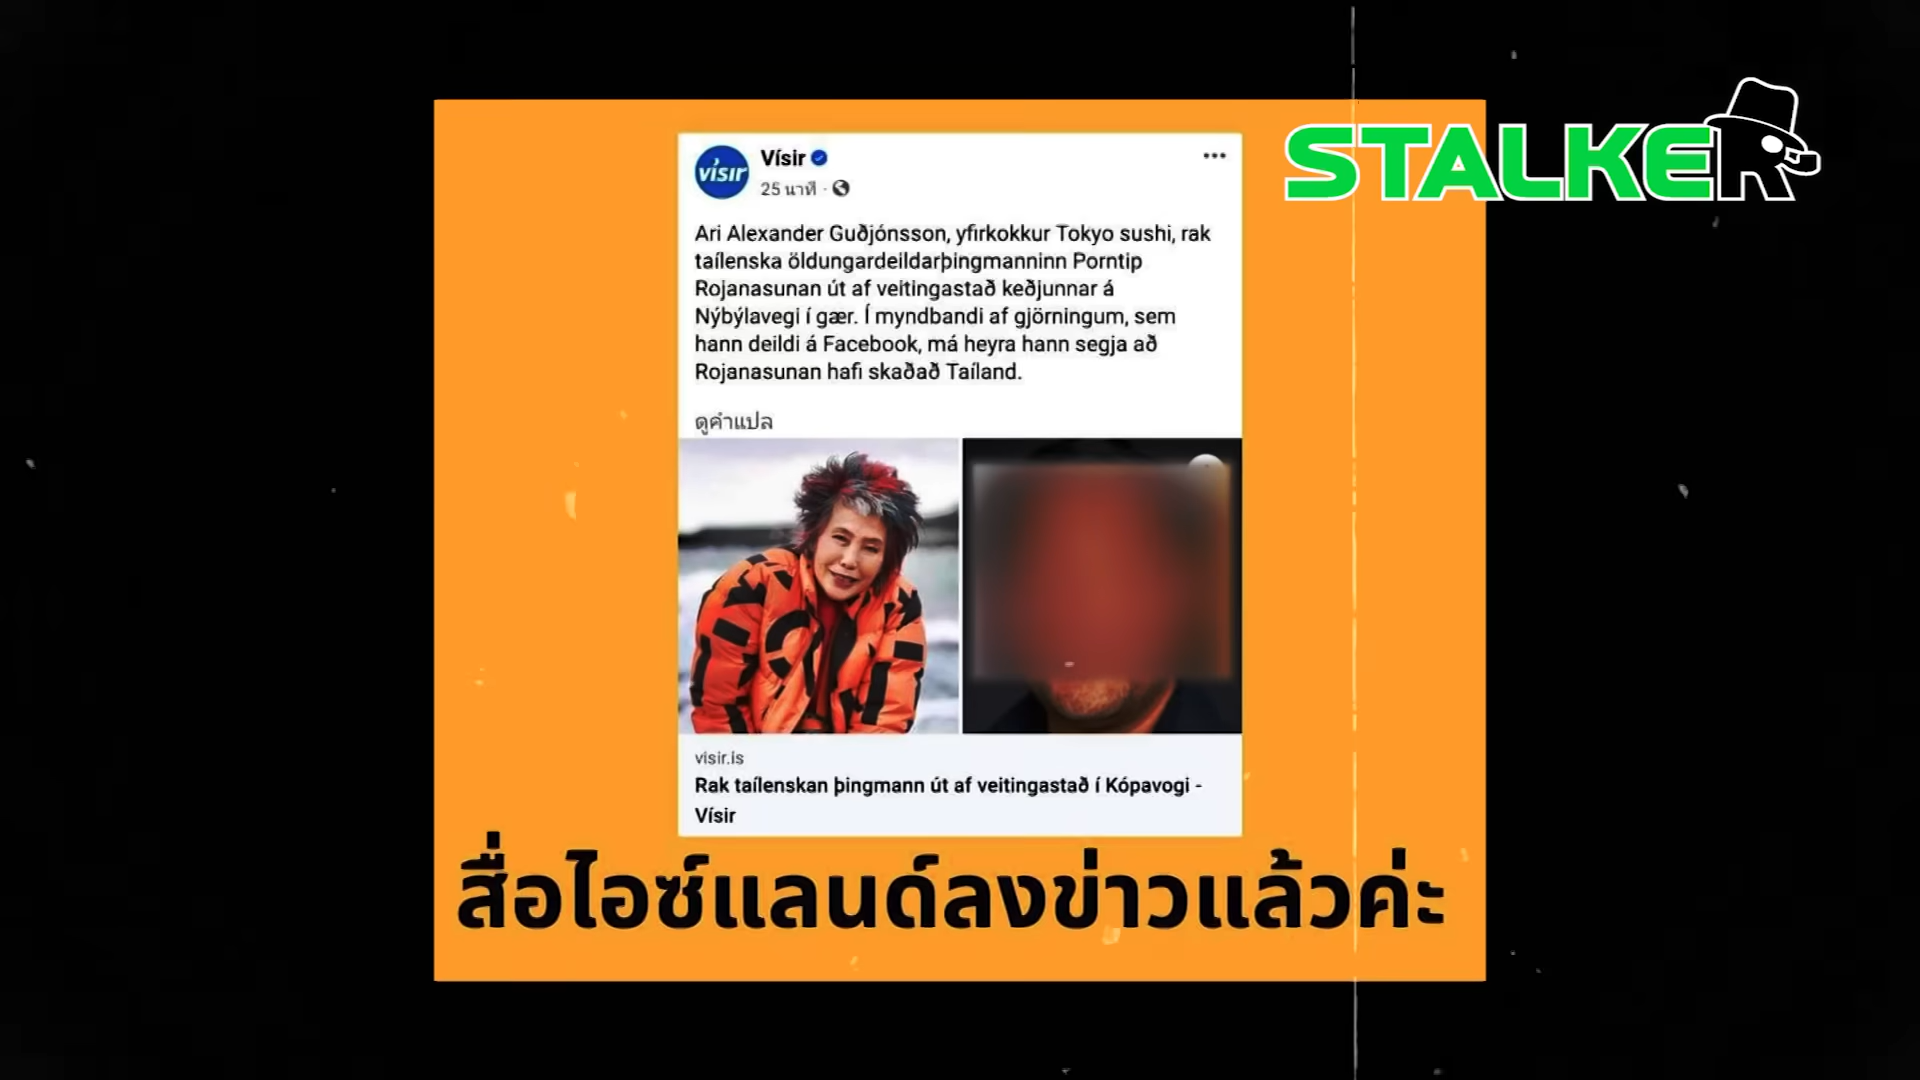 STALKER
vísir
Vísir
25 นาที ·
Ari Alexander Guðjónsson, yfirkokkur Tokyo sushi, rak
taílenska öldungardeildarþingmanninn Porntip
Rojanasunan út af veitingastað keðjunnar á
Nýbýlavegi í gær. Í myndbandi af gjörningum, sem
hann deildi á Facebook, má heyra hann segja að
Rojanasunan hafi skaðað Taíland.
ดูคำแปล
visir.is
Rak taílenskan þingmann út af veitingastað í Kópavogi -
Vísir
สื่อไอซ์แลนด์ลงข่าวแล้วค่ะ